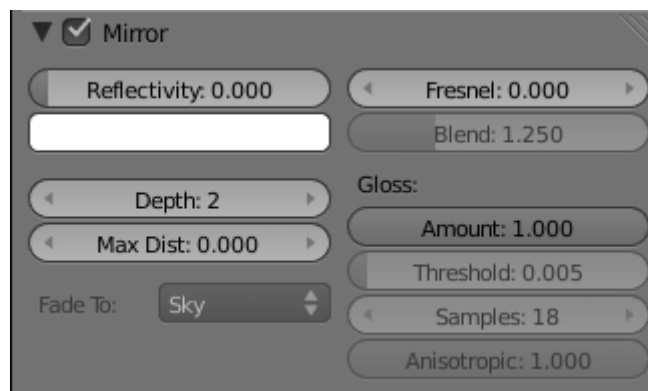 Mirror
Reflectivity: 0.000
Fresnel: 0.000
Blend: 1.250
Depth: 2
Max Dist: 0.000
Fade To: Sky
Gloss:
Amount: 1.000
Threshold: 0.005
Samples: 18
Anisotropic: 1.000